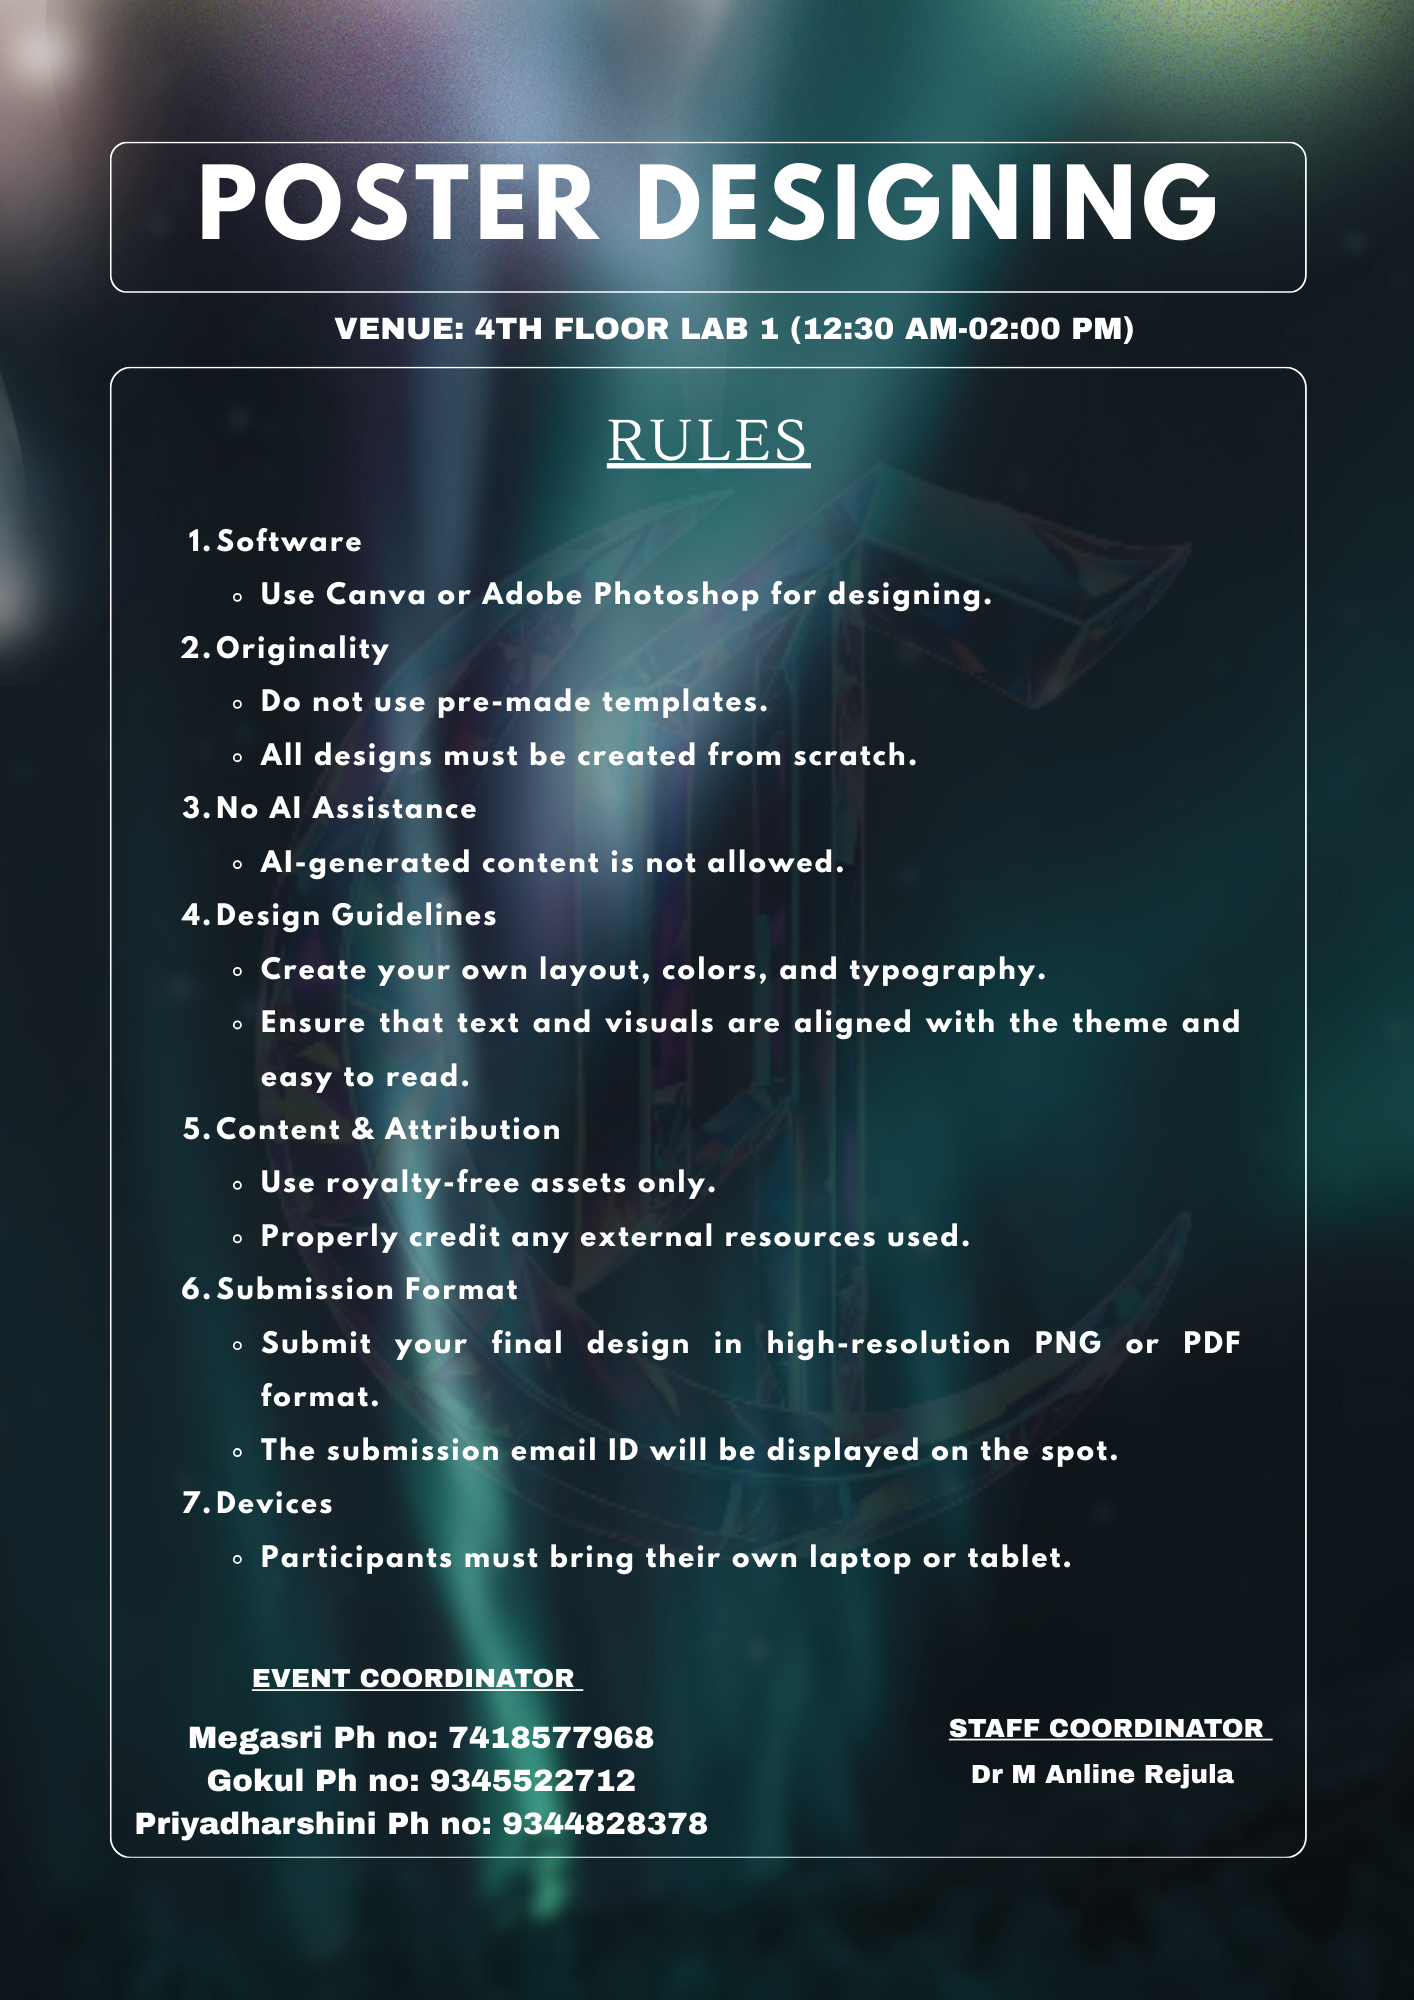 POSTER DESIGNING
VENUE: 4TH FLOOR LAB 1 (12:30 AM-02:00 PM)
RULES
1. Software
◦ Use Canva or Adobe Photoshop for designing.
2. Originality
◦ Do not use pre-made templates.
◦ All designs must be created from scratch.
3. No AI Assistance
◦ AI-generated content is not allowed.
4. Design Guidelines
◦ Create your own layout, colors, and typography.
◦ Ensure that text and visuals are aligned with the theme and
easy to read.
5. Content & Attribution
◦ Use royalty-free assets only.
◦ Properly credit any external resources used.
6. Submission Format
◦ Submit your final design in high-resolution PNG or PDF
format.
◦ The submission email ID will be displayed on the spot.
7. Devices
◦ Participants must bring their own laptop or tablet.
EVENT COORDINATOR
Megasri Ph no: 7418577968
Gokul Ph no: 9345522712
Priyadharshini Ph no: 9344828378
STAFF COORDINATOR
Dr M Anline Rejula